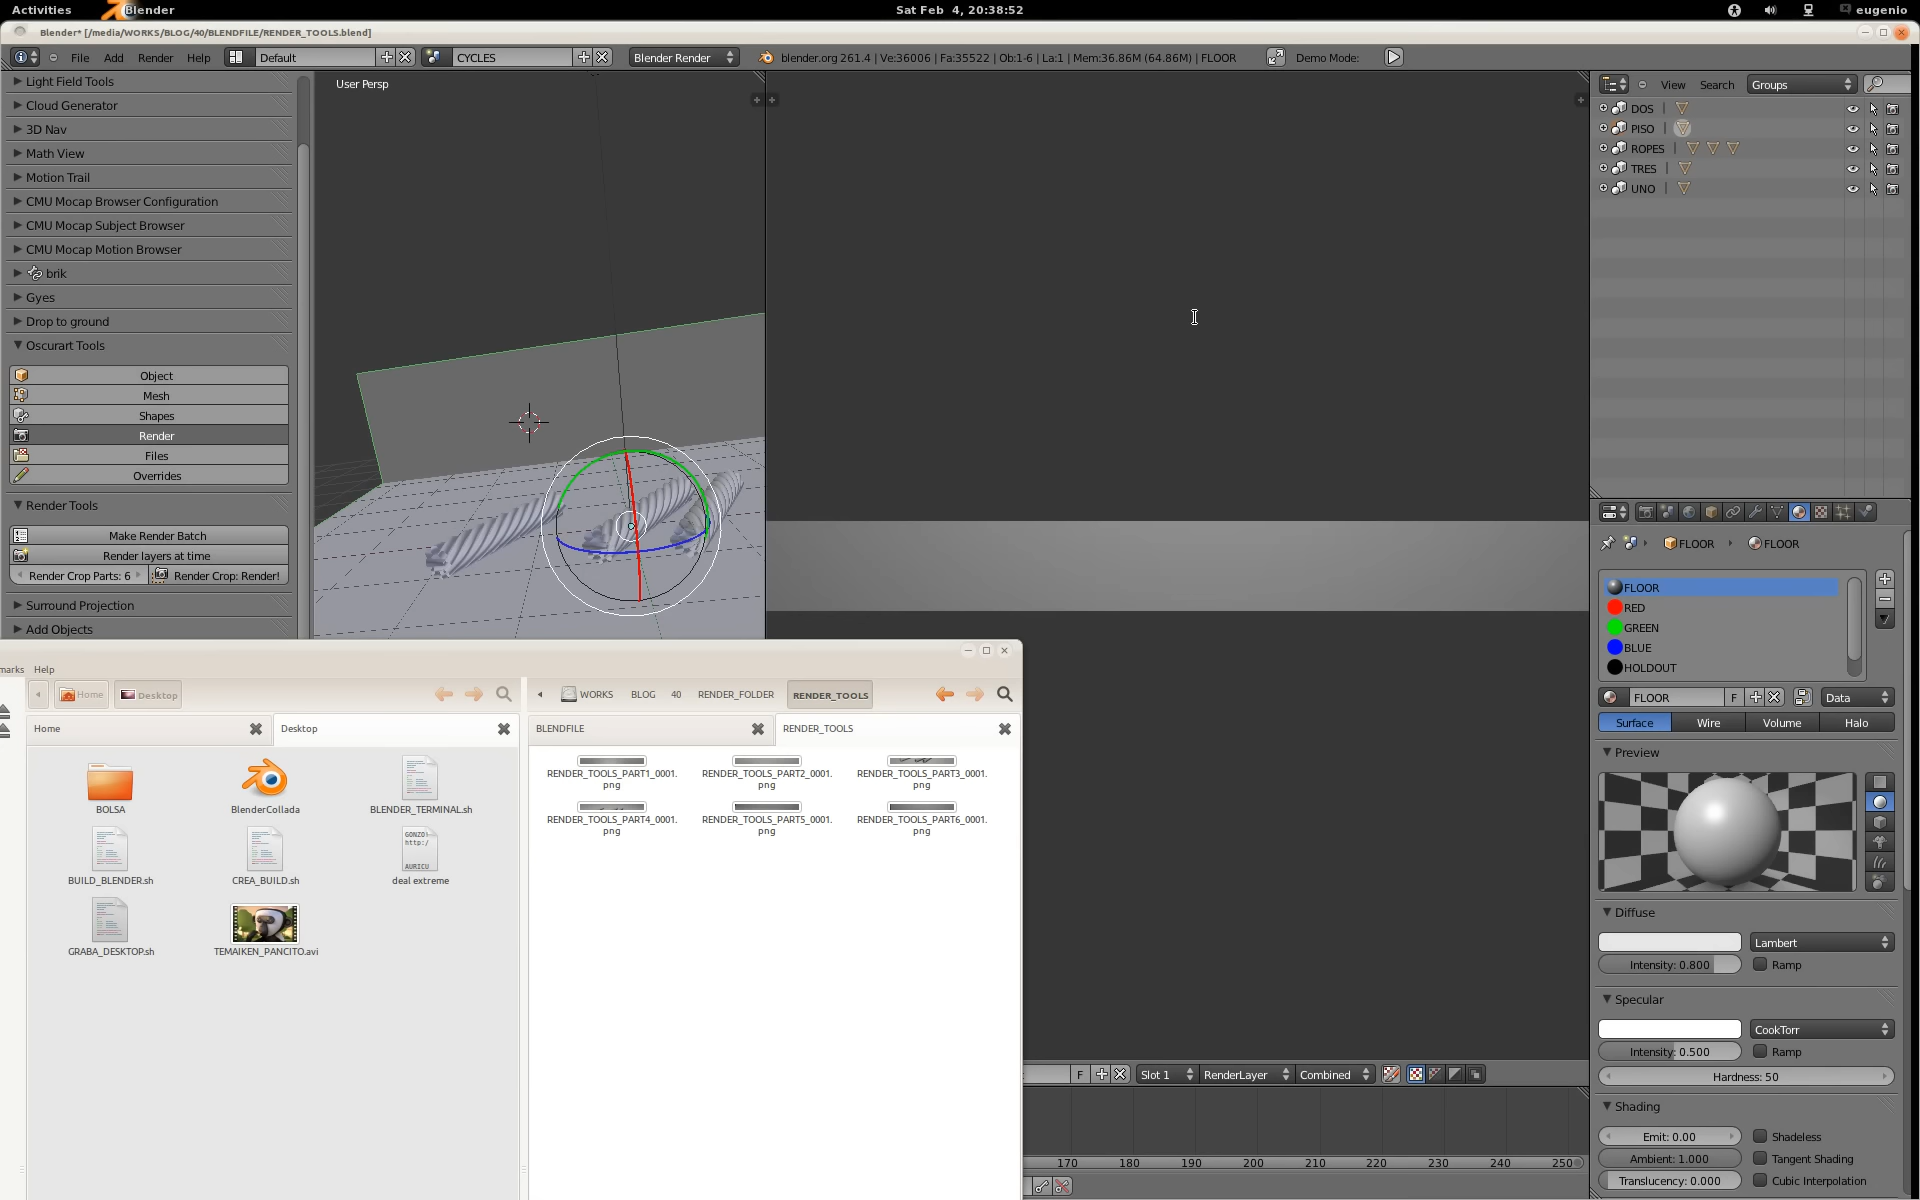 Activities
Blender
Sat Feb 4, 20:38:52
eugenio
Blender* [/media/WORKS/BLOG/40/BLENDFILE/RENDER_TOOLS.blend]
File Add Render Help
Default
CYCLES
Blender Render
blender.org 261.4 | Ve:36006 | Fa:35522 | Ob:1-6 | La:1 | Mem:36.86M (64.86M) | FLOOR
Demo Mode:
Light Field Tools
Cloud Generator
3D Nav
Math View
Motion Trail
CMU Mocap Browser Configuration
CMU Mocap Subject Browser
CMU Mocap Motion Browser
brik
Gyes
Drop to ground
Oscurart Tools
Object
Mesh
Shapes
Render
Files
Overrides
Render Tools
Make Render Batch
Render layers at time
Render Crop Parts: 6
Render Crop: Render!
Surround Projection
Add Objects
User Persp
View Search Groups
DOS
PISO
ROPES
TRES
UNO
FLOOR FLOOR
FLOOR
RED
GREEN
BLUE
HOLDOUT
FLOOR F Data
Surface Wire Volume Halo
Preview
Diffuse
Lambert
Intensity: 0.800 Ramp
Specular
CookTorr
Intensity: 0.500 Ramp
Hardness: 50
Shading
Emit: 0.00 Shadeless
Ambient: 1.000 Tangent Shading
Translucency: 0.000 Cubic Interpolation
marks Help
Home Desktop
WORKS BLOG 40 RENDER_FOLDER RENDER_TOOLS
Home Desktop
BLENDFILE RENDER_TOOLS
BOLSA
BlenderCollada
BLENDER_TERMINAL.sh
GONZO
http:/
AURICU
BUILD_BLENDER.sh
CREA_BUILD.sh
deal extreme
GRABA_DESKTOP.sh
TEMAIKEN_PANCITO.avi
RENDER_TOOLS_PART1_0001.
png
RENDER_TOOLS_PART2_0001.
png
RENDER_TOOLS_PART3_0001.
png
RENDER_TOOLS_PART4_0001.
png
RENDER_TOOLS_PART5_0001.
png
RENDER_TOOLS_PART6_0001.
png
F Slot 1 RenderLayer Combined
170 180 190 200 210 220 230 240 250